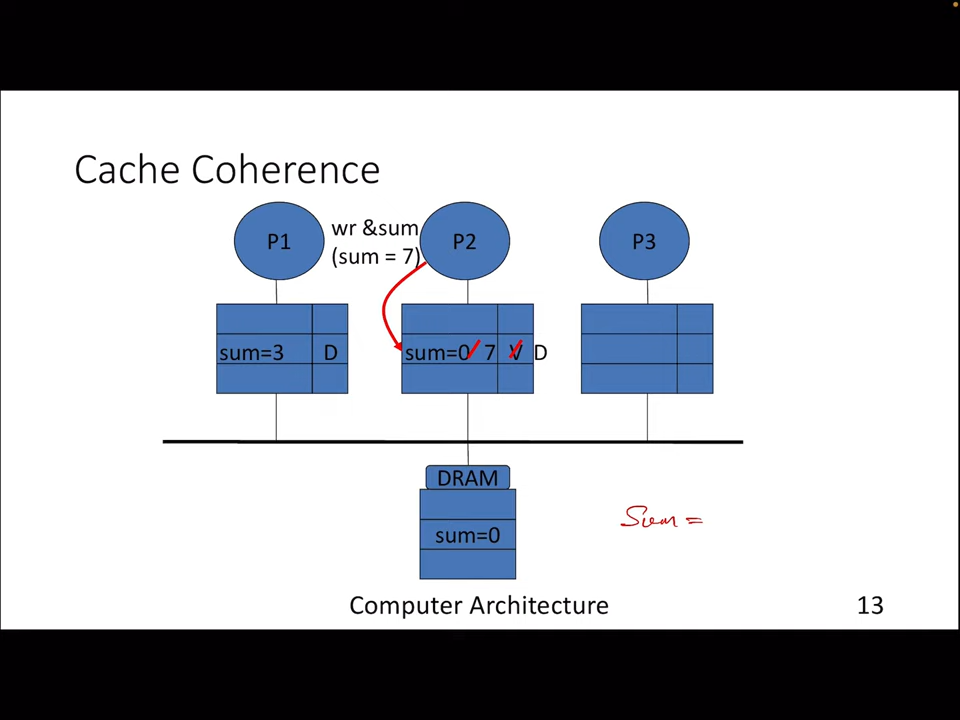 Cache Coherence
P1
wr &sum
(sum = 7)
P2
P3
sum=3 D
sum=0 7 V D
DRAM
sum=0
Sum =
Computer Architecture
13